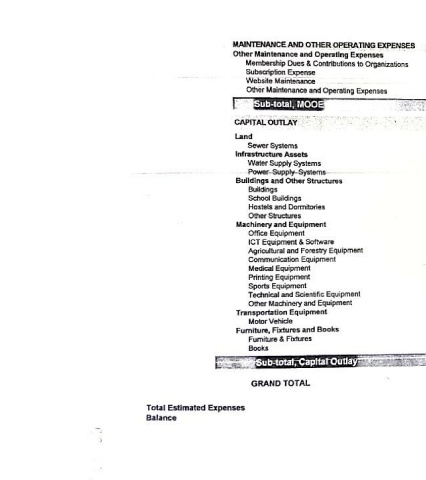 MAINTENANCE AND OTHER OPERATING EXPENSES
Other Maintenance and Operating Expenses
Membership Dues & Contributions to Organizations
Subscription Expense
Website Maintenance
Other Maintenance and Operating Expenses
Sub-total, MOOE
CAPITAL OUTLAY
Land
Sewer Systems
Infrastructure Assets
Water Supply Systems
Power Supply Systems
Buildings and Other Structures
Buildings
School Buildings
Hostels and Dormitories
Other Structures
Machinery and Equipment
Office Equipment
ICT Equipment & Software
Agricultural and Forestry Equipment
Communication Equipment
Medical Equipment
Printing Equipment
Sports Equipment
Technical and Scientific Equipment
Other Machinery and Equipment
Transportation Equipment
Motor Vehicle
Furniture, Fixtures and Books
Furniture & Fixtures
Books
Sub-total, Capital Outlay
GRAND TOTAL
Total Estimated Expenses
Balance